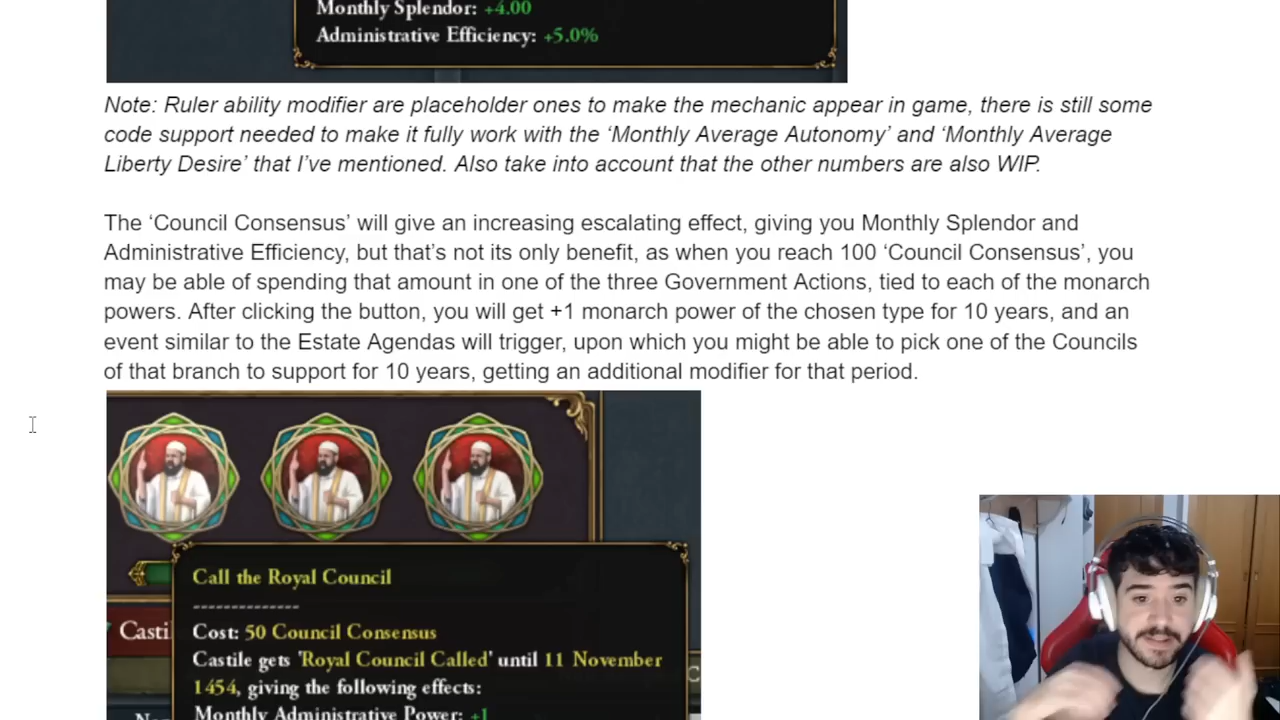 Monthly Splendor: +4.00
Administrative Efficiency: +5.0%
Note: Ruler ability modifier are placeholder ones to make the mechanic appear in game, there is still some
code support needed to make it fully work with the ‘Monthly Average Autonomy’ and ‘Monthly Average
Liberty Desire’ that I’ve mentioned. Also take into account that the other numbers are also WIP.
The ‘Council Consensus’ will give an increasing escalating effect, giving you Monthly Splendor and
Administrative Efficiency, but that’s not its only benefit, as when you reach 100 ‘Council Consensus’, you
may be able of spending that amount in one of the three Government Actions, tied to each of the monarch
powers. After clicking the button, you will get +1 monarch power of the chosen type for 10 years, and an
event similar to the Estate Agendas will trigger, upon which you might be able to pick one of the Councils
of that branch to support for 10 years, getting an additional modifier for that period.
Call the Royal Council
--------------
Casti
Cost: 50 Council Consensus
Castile gets 'Royal Council Called' until 11 November
1454, giving the following effects:
Monthly Administrative Power: +1